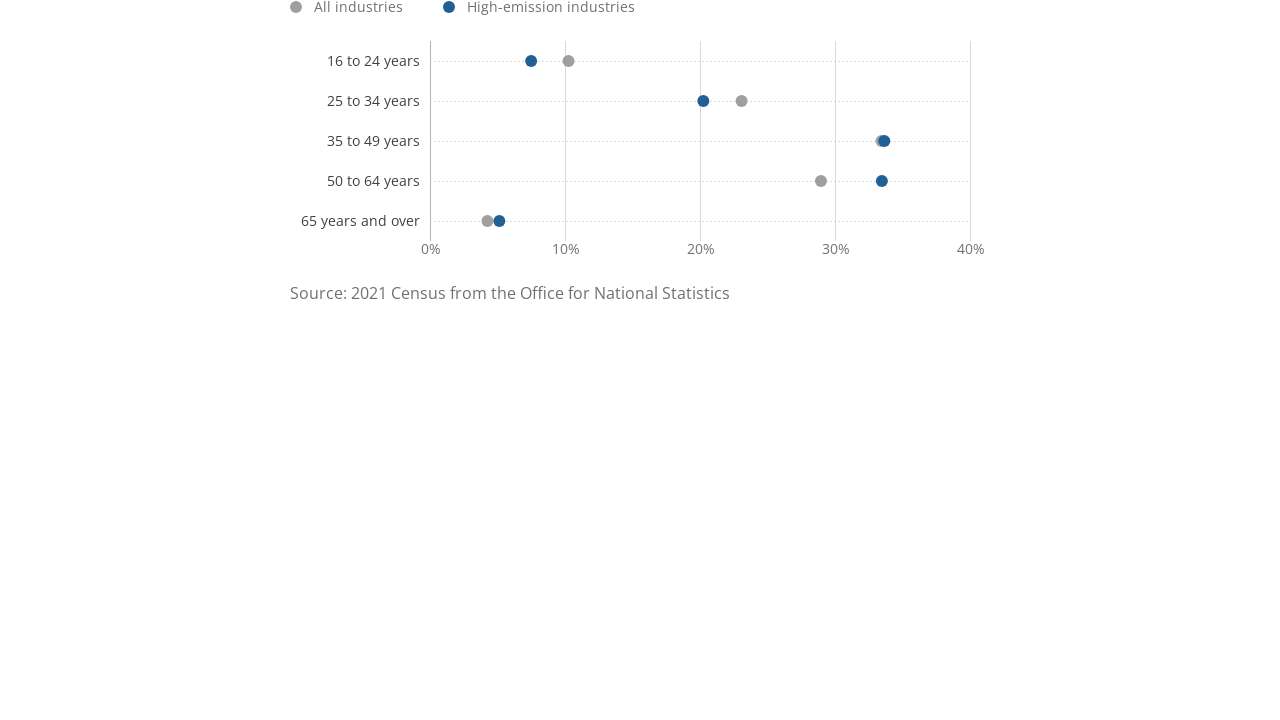 All industries High-emission industries
16 to 24 years
25 to 34 years
35 to 49 years
50 to 64 years
65 years and over
0% 10% 20% 30% 40%
Source: 2021 Census from the Office for National Statistics